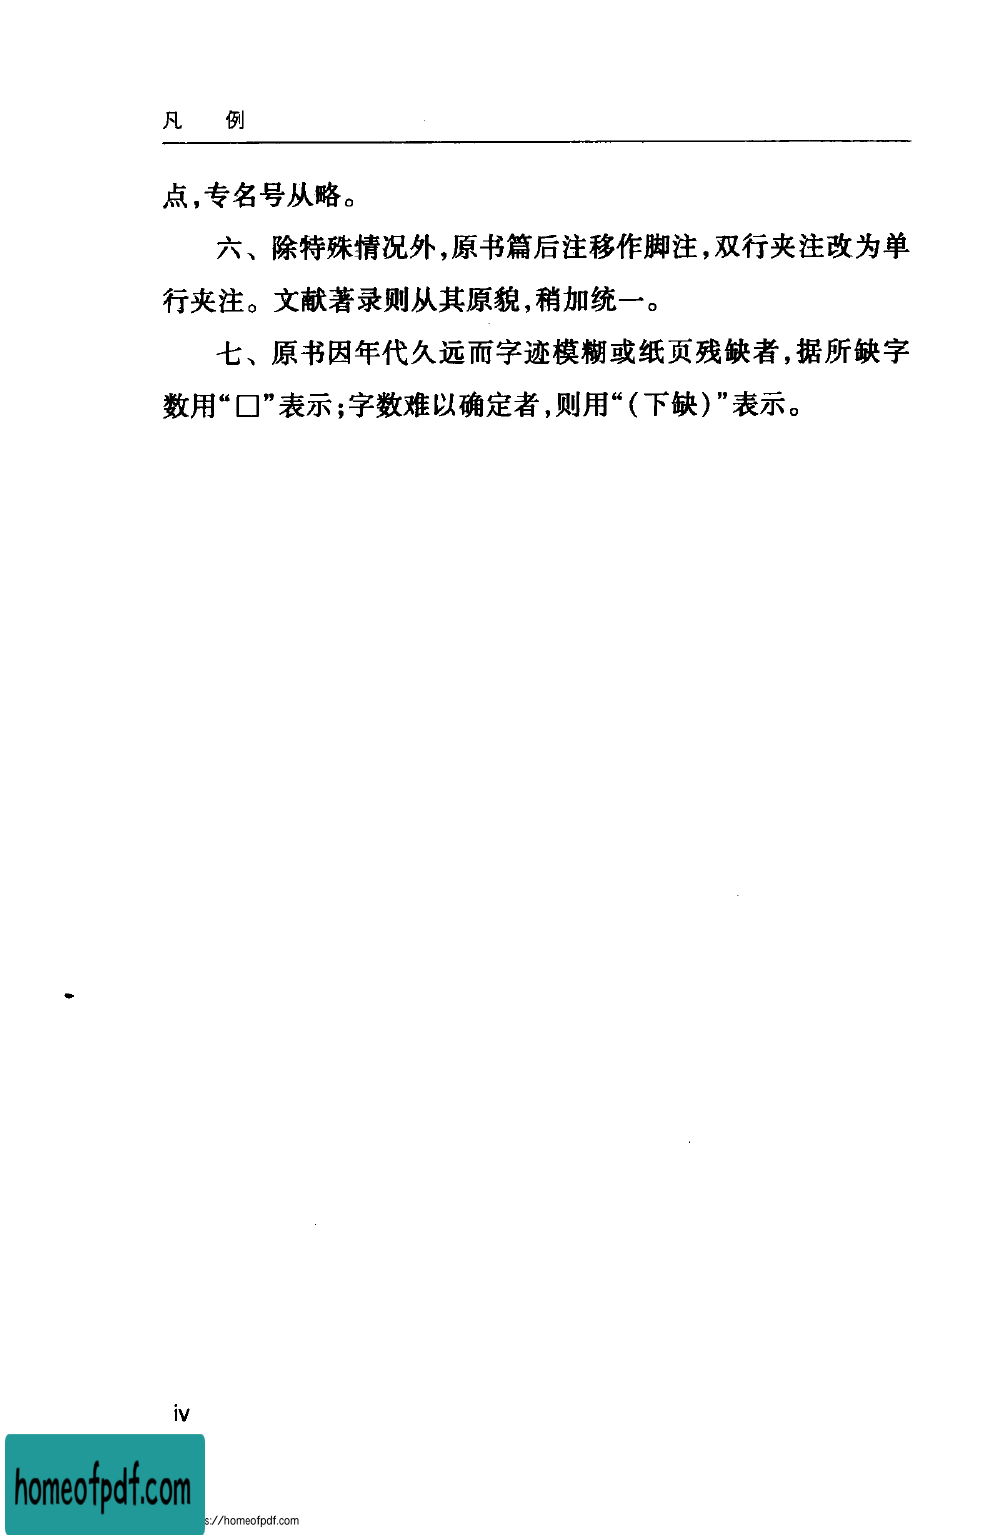 凡 例
点,专名号从略。
六、除特殊情况外,原书篇后注移作脚注,双行夹注改为单
行夹注。文献著录则从其原貌,稍加统一。
七、原书因年代久远而字迹模糊或纸页残缺者,据所缺字
数用“□”表示;字数难以确定者,则用“(下缺)”表示。
iv
homeofpdf.com
s://homeofpdf.com